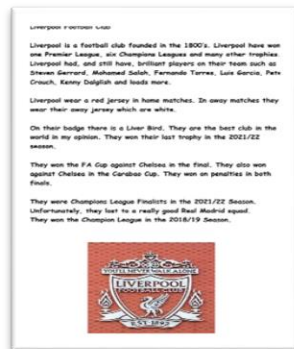 Liverpool Football Club
Liverpool is a football club founded in the 1800's. Liverpool have won
one Premier League, six Champions Leagues and many other trophies
Liverpool had, and still have, brilliant players on their team such as
Steven Gerrard, Mohamed Salah, Fernando Torres, Luis Garcia, Pete
Crouch, Kenny Dalglish and loads more.
Liverpool wear a red jersey in home matches. In away matches they
wear their away jersey which are white.
On their badge there is a Liver Bird. They are the best club in the
world in my opinion. They won their last trophy in the 2021/22
season.
They won the FA Cup against Chelsea in the final. They also won
against Chelsea in the Carabao Cup. They won on penalties in both
finals.
They were Champions League Finalists in the 2021/22 Season.
Unfortunately, they lost to a really good Real Madrid squad.
They won the Champion League in the 2018/19 Season.
YOU'LL NEVER WALK ALONE
LIVERPOOL
FOOTBALL CLUB
EST·1892